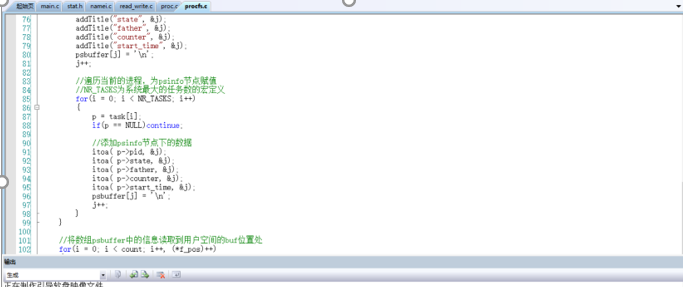 起始页 main.c stat.h namei.c read_write.c proc.c procfs.c
76 addTitle("state", &j);
77 addTitle("father", &j);
78 addTitle("counter", &j);
79 addTitle("start_time", &j);
80 psbuffer[j] = '\n';
81 j++;
82
83 //遍历当前的进程，为psinfo节点赋值
84 //NR_TASKS为系统最大的任务数的宏定义
85 for(i = 0; i < NR_TASKS; i++)
86 {
87 p = task[i];
88 if(p == NULL)continue;
89
90 //添加psinfo节点下的数据
91 itoa( p->pid, &j);
92 itoa( p->state, &j);
93 itoa( p->father, &j);
94 itoa( p->counter, &j);
95 itoa( p->start_time, &j);
96 psbuffer[j] = '\n';
97 j++;
98 }
99 }
100
101 //将数组psbuffer中的信息读取到用户空间的buf位置处
102 for(i = 0; i < count; i++, (*f_pos)++)
输出
生成
正在制作引导软盘映像文件